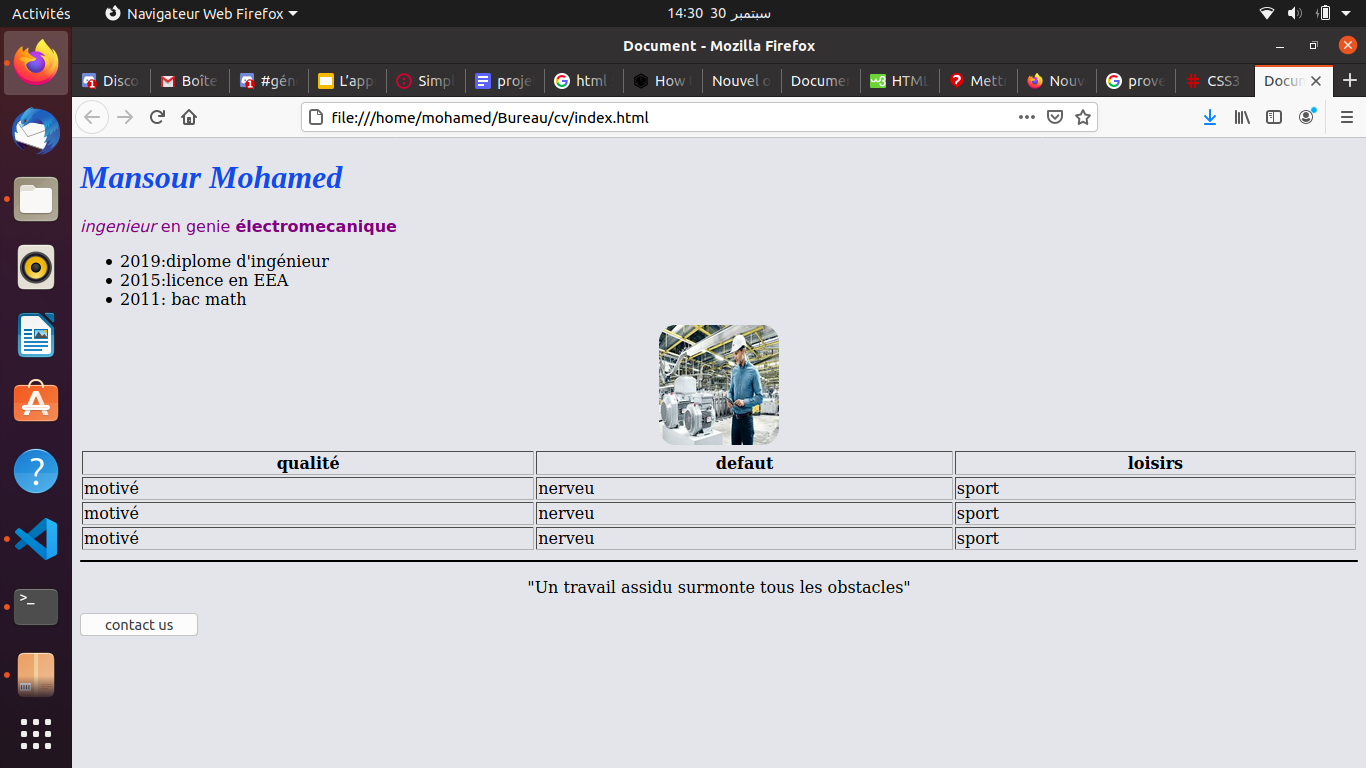 Activités Navigateur Web Firefox 14:30 30 سبتمبر
Document - Mozilla Firefox
Disco Boîte #gén L'app Simpl proje html How t Nouvel o Documen HTML Mettr Nouv prove CSS3 Docun
file:///home/mohamed/Bureau/cv/index.html
Mansour Mohamed
ingenieur en genie électromecanique
2019:diplome d'ingénieur
2015:licence en EEA
2011: bac math
qualité defaut loisirs
motivé nerveu sport
motivé nerveu sport
motivé nerveu sport
"Un travail assidu surmonte tous les obstacles"
contact us